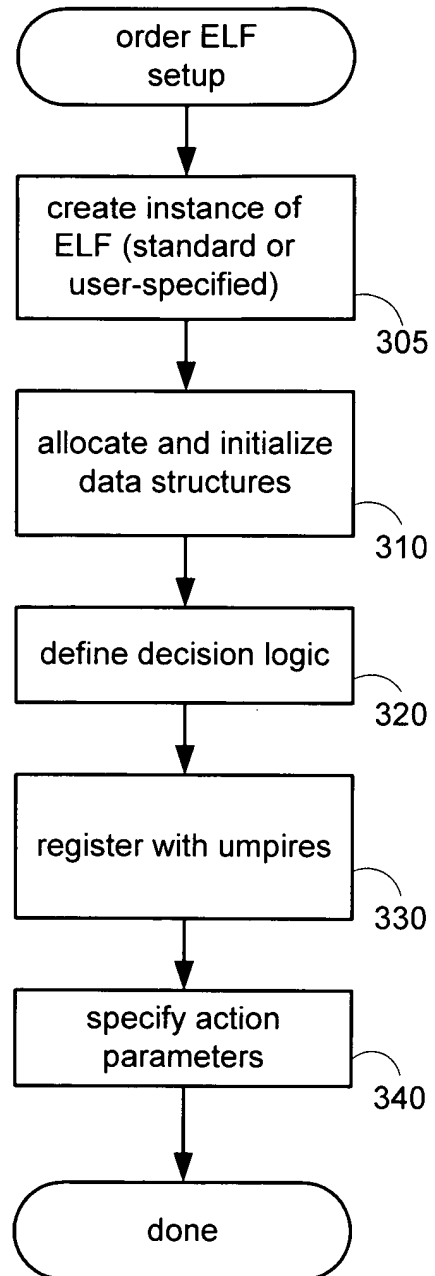 order ELF
setup
create instance of
ELF (standard or
user-specified)
305
allocate and initialize
data structures
310
define decision logic
320
register with umpires
330
specify action
parameters
340
done